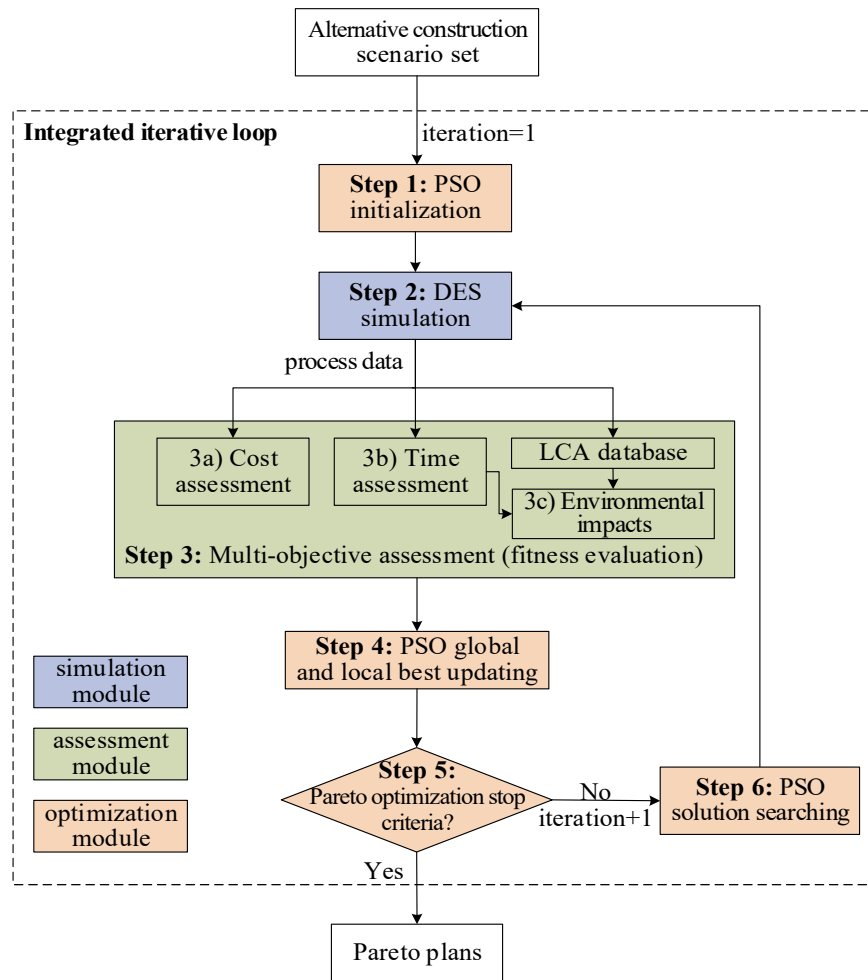 Alternative construction
scenario set
Integrated iterative loop
iteration=1
Step 1: PSO
initialization
Step 2: DES
simulation
process data
3a) Cost
assessment
3b) Time
assessment
LCA database
3c) Environmental
impacts
Step 3: Multi-objective assessment (fitness evaluation)
Step 4: PSO global
and local best updating
simulation
module
assessment
module
optimization
module
Step 5:
Pareto optimization stop
criteria?
No
iteration+1
Step 6: PSO
solution searching
Yes
Pareto plans